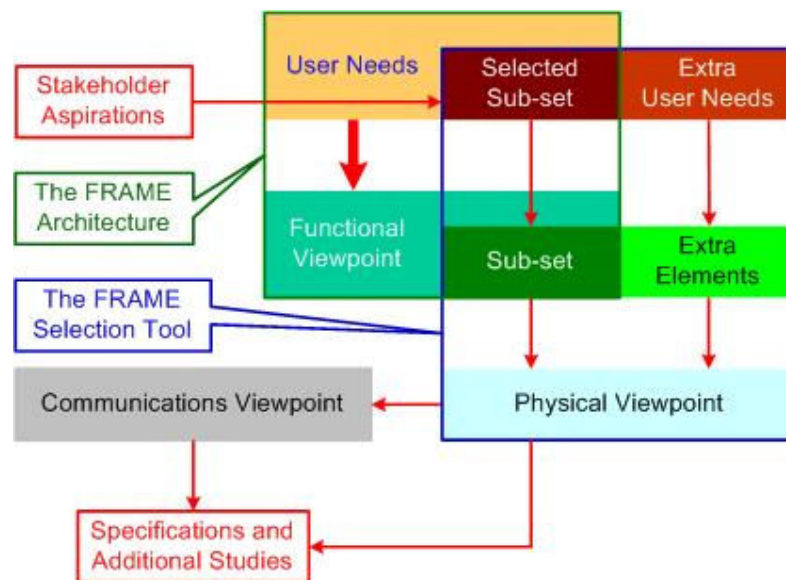 User Needs
Selected
Sub-set
Extra
User Needs
Stakeholder
Aspirations
The FRAME
Architecture
Functional
Viewpoint
Sub-set
Extra
Elements
The FRAME
Selection Tool
Communications Viewpoint
Physical Viewpoint
Specifications and
Additional Studies